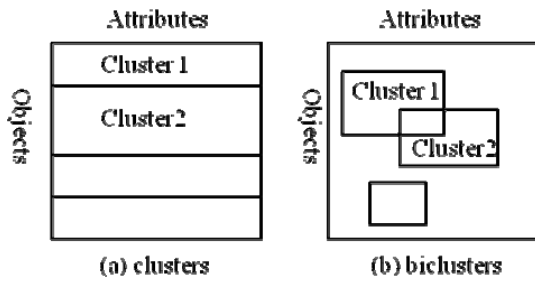 Attributes
Objects
Cluster 1
Cluster2
(a) clusters
Attributes
Objects
Cluster 1
Cluster2
(b) biclusters